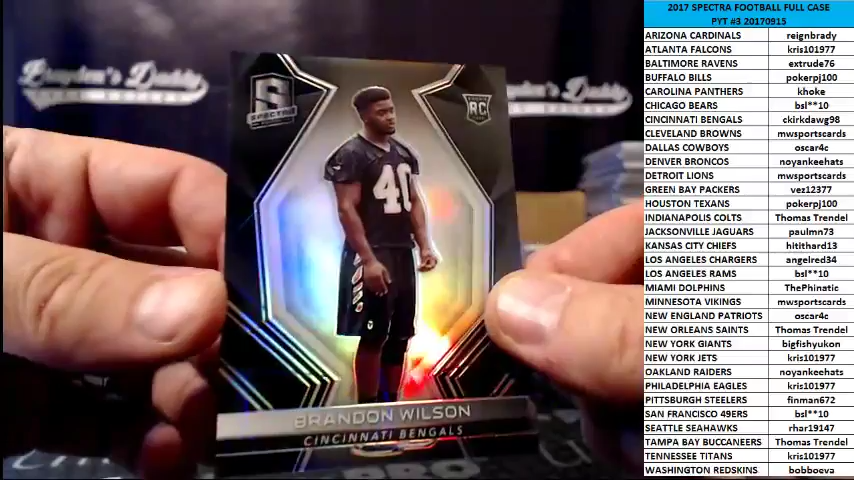 2017 SPECTRA FOOTBALL FULL CASE
PYT #3 20170915
ARIZONA CARDINALS reignbrady
ATLANTA FALCONS kris101977
BALTIMORE RAVENS extrude76
BUFFALO BILLS pokerpj100
CAROLINA PANTHERS khoke
CHICAGO BEARS bsl**10
CINCINNATI BENGALS ckirkdawg98
CLEVELAND BROWNS mwsportscards
DALLAS COWBOYS oscar4c
DENVER BRONCOS noyankeehats
DETROIT LIONS mwsportscards
GREEN BAY PACKERS vez12377
HOUSTON TEXANS pokerpj100
INDIANAPOLIS COLTS Thomas Trendel
JACKSONVILLE JAGUARS paulmn73
KANSAS CITY CHIEFS hitithard13
LOS ANGELES CHARGERS angelred34
LOS ANGELES RAMS bsl**10
MIAMI DOLPHINS ThePhinatic
MINNESOTA VIKINGS mwsportscards
NEW ENGLAND PATRIOTS oscar4c
NEW ORLEANS SAINTS Thomas Trendel
NEW YORK GIANTS bigfishyukon
NEW YORK JETS kris101977
OAKLAND RAIDERS noyankeehats
PHILADELPHIA EAGLES kris101977
PITTSBURGH STEELERS finman672
SAN FRANCISCO 49ERS bsl**10
SEATTLE SEAHAWKS rhar19147
TAMPA BAY BUCCANEERS Thomas Trendel
TENNESSEE TITANS kris101977
WASHINGTON REDSKINS bobboeva
Brayden's Daddy
S
SPECTRA
RC
40
BRANDON WILSON
CINCINNATI BENGALS
PRO